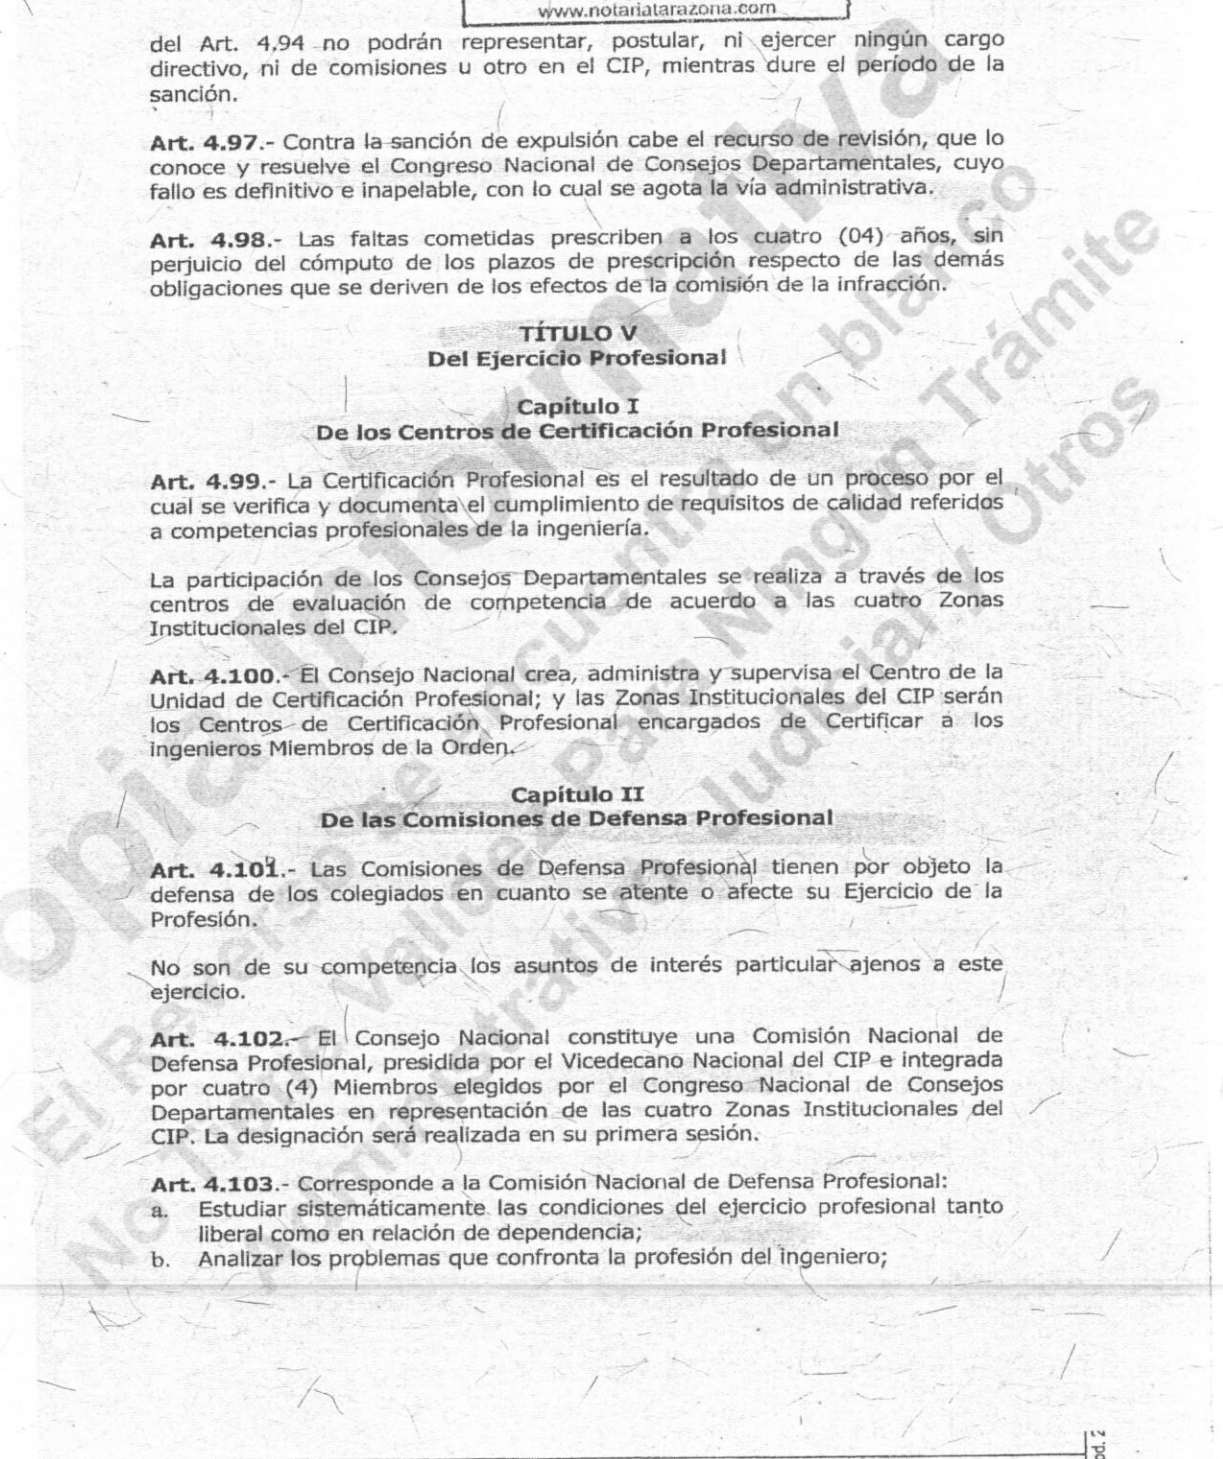 www.notariatarazona.com
del Art. 4.94 no podrán representar, postular, ni ejercer ningún cargo
directivo, ni de comisiones u otro en el CIP, mientras dure el período de la
sanción.
Art. 4.97.- Contra la sanción de expulsión cabe el recurso de revisión, que lo
conoce y resuelve el Congreso Nacional de Consejos Departamentales, cuyo
fallo es definitivo e inapelable, con lo cual se agota la vía administrativa.
Art. 4.98.- Las faltas cometidas prescriben a los cuatro (04) años, sin
perjuicio del cómputo de los plazos de prescripción respecto de las demás
obligaciones que se deriven de los efectos de la comisión de la infracción.
TÍTULO V
Del Ejercicio Profesional
Capítulo I
De los Centros de Certificación Profesional
Art. 4.99.- La Certificación Profesional es el resultado de un proceso por el
cual se verifica y documenta el cumplimiento de requisitos de calidad referidos
a competencias profesionales de la ingeniería.
La participación de los Consejos Departamentales se realiza a través de los
centros de evaluación de competencia de acuerdo a las cuatro Zonas
Institucionales del CIP.
Art. 4.100.- El Consejo Nacional crea, administra y supervisa el Centro de la
Unidad de Certificación Profesional; y las Zonas Institucionales del CIP serán
los Centros de Certificación Profesional encargados de Certificar a los
ingenieros Miembros de la Orden.
Capítulo II
De las Comisiones de Defensa Profesional
Art. 4.101.- Las Comisiones de Defensa Profesional tienen por objeto la
defensa de los colegiados en cuanto se atente o afecte su Ejercicio de la
Profesión.
No son de su competencia los asuntos de interés particular ajenos a este
ejercicio.
Art. 4.102.- El Consejo Nacional constituye una Comisión Nacional de
Defensa Profesional, presidida por el Vicedecano Nacional del CIP e integrada
por cuatro (4) Miembros elegidos por el Congreso Nacional de Consejos
Departamentales en representación de las cuatro Zonas Institucionales del
CIP. La designación será realizada en su primera sesión.
Art. 4.103.- Corresponde a la Comisión Nacional de Defensa Profesional:
a. Estudiar sistemáticamente las condiciones del ejercicio profesional tanto
liberal como en relación de dependencia;
b. Analizar los problemas que confronta la profesión del ingeniero;
opia Informativa
El Reverso se encuentra en blanco
No Tiene Validez Para Ningún Trámite
Administrativo, Judicial y Otros